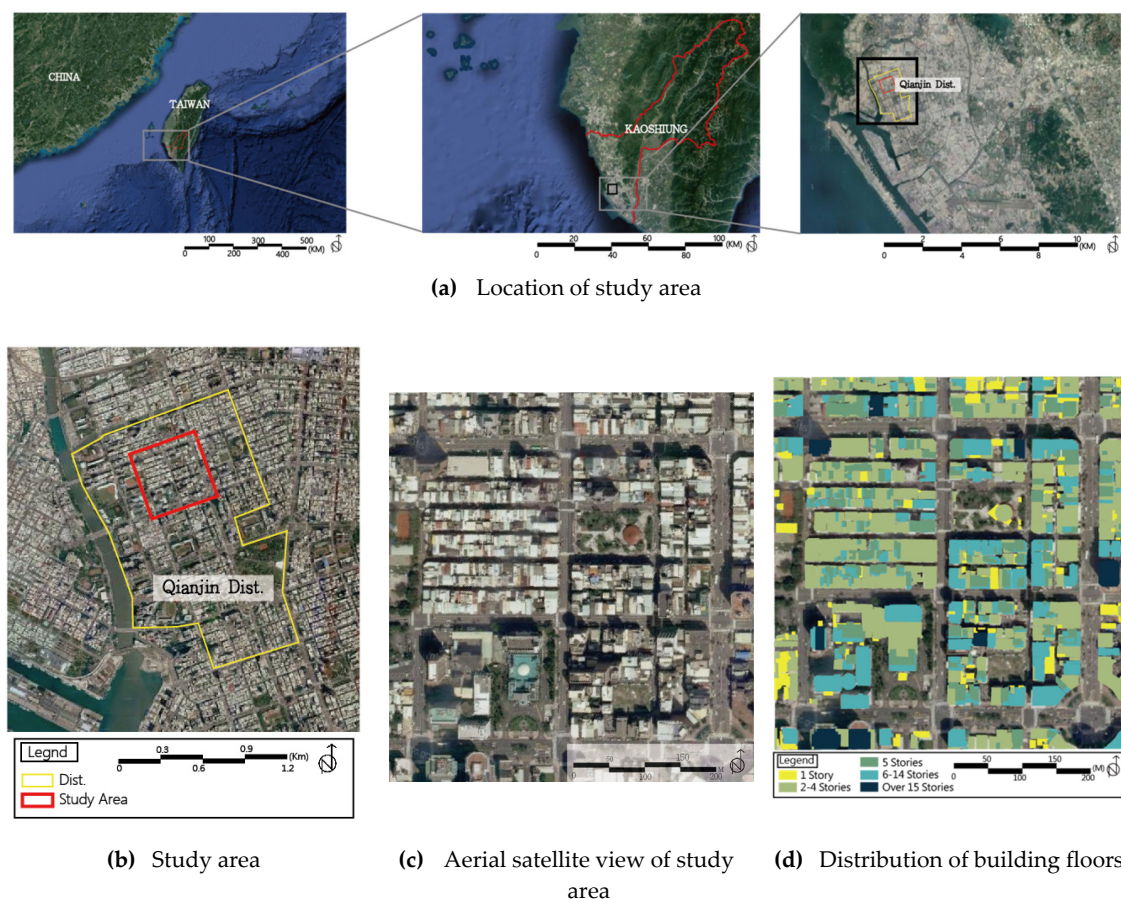 CHINA
TAIWAN
KAOSHIUNG
Qianjin Dist.
100 300 500
0 200 400 (KM)
20 60 100
0 40 80 (KM)
2 6 10
0 4 8 (KM)
(a) Location of study area
Qianjin Dist.
Legnd
Dist.
Study Area
0.3 0.9 (Km)
0 0.6 1.2
50 150
0 100 200 (M)
Legend
1 Story
2-4 Stories
5 Stories
6-14 Stories
Over 15 Stories
50 150
0 100 200 (M)
(b) Study area
(c) Aerial satellite view of study
area
(d) Distribution of building floors